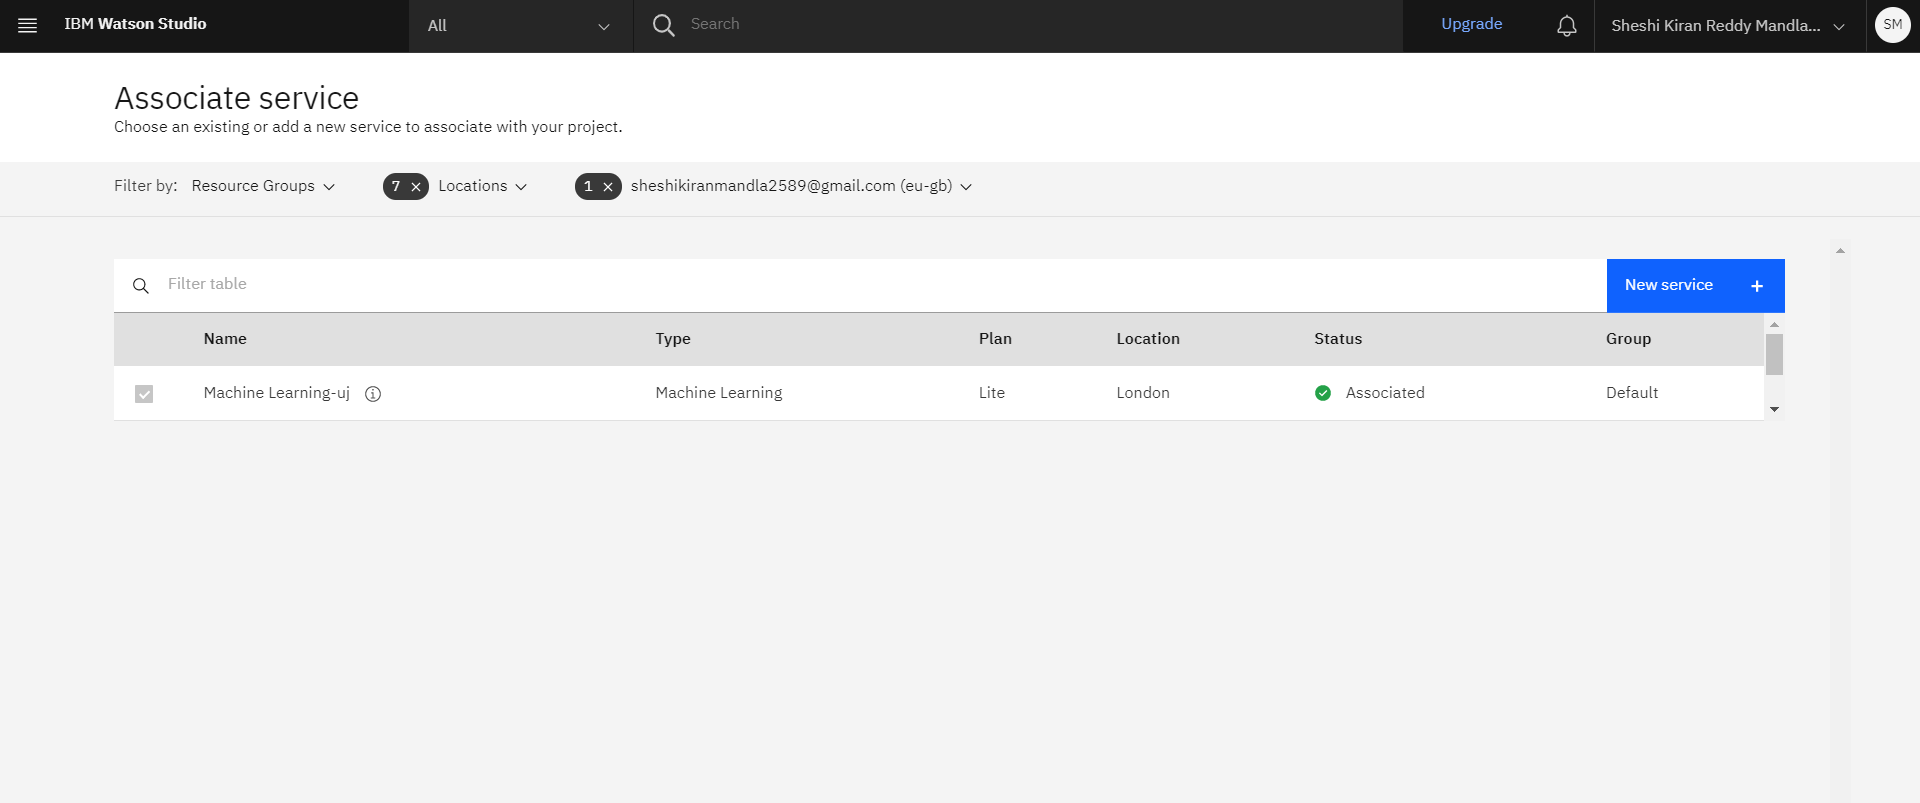 IBM Watson Studio
All
Search
Upgrade
Sheshi Kiran Reddy Mandla...
SM
Associate service
Choose an existing or add a new service to associate with your project.
Filter by: Resource Groups 7 × Locations 1 × sheshikiranmandla2589@gmail.com (eu-gb)
Filter table
New service +
Name Type Plan Location Status Group
Machine Learning-uj Machine Learning Lite London Associated Default